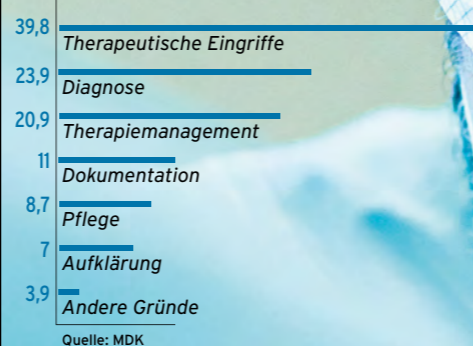 39,8
Therapeutische Eingriffe
23,9
Diagnose
20,9
Therapiemanagement
11
Dokumentation
8,7
Pflege
7
Aufklärung
3,9
Andere Gründe
Quelle: MDK